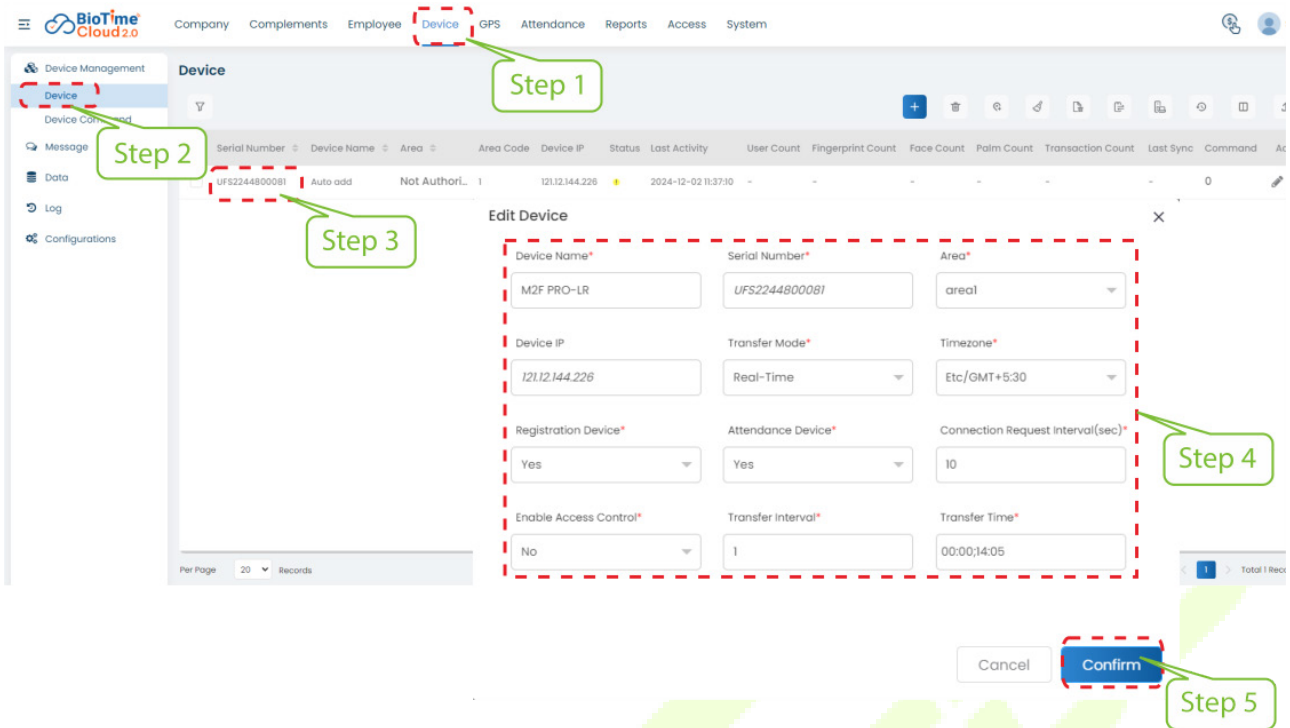 BioTime
Cloud 2.0
Company Complements Employee Device GPS Attendance Reports Access System
Device Management
Device
Device Command
Message
Data
Log
Configurations
Device
Step 1
Step 2
Serial Number Device Name Area Area Code Device IP Status Last Activity User Count Fingerprint Count Face Count Palm Count Transaction Count Last Sync Command
UFS2244800081 Auto add Not Authori... 1 121.12.144.226 2024-12-02 11:37:10 - - - - - - 0
Step 3
Edit Device
Device Name* Serial Number* Area*
M2F PRO-LR UFS2244800081 area1
Device IP Transfer Mode* Timezone*
121.12.144.226 Real-Time Etc/GMT+5:30
Registration Device* Attendance Device* Connection Request Interval(sec)*
Yes Yes 10
Step 4
Enable Access Control* Transfer Interval* Transfer Time*
No 1 00:00;14:05
Per Page 20 Records
1 Total 1 Reco
Cancel Confirm
Step 5